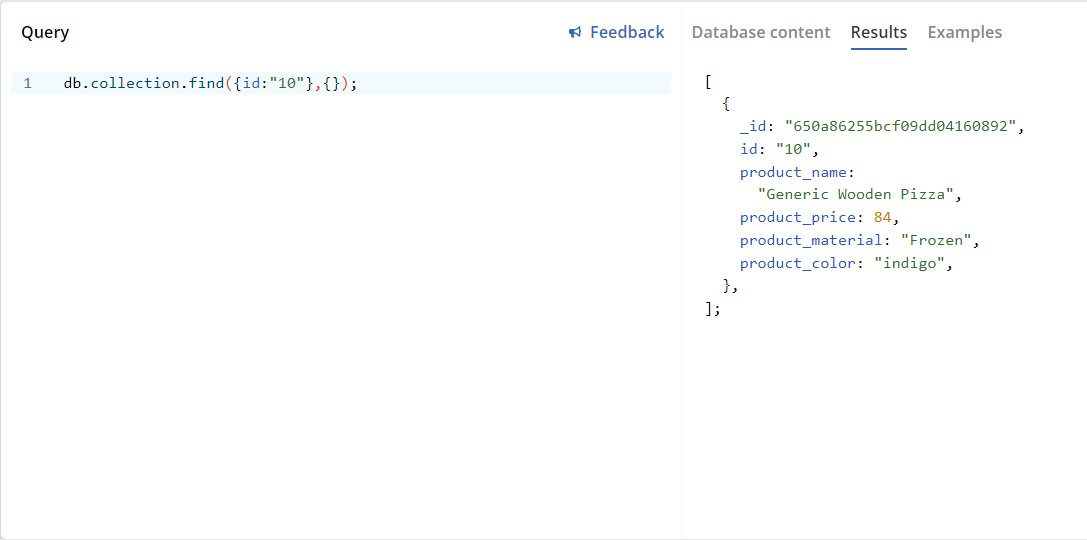 Query
Feedback
1 db.collection.find({id:"10"},{});
Database content Results Examples
[
{
_id: "650a86255bcf09dd04160892",
id: "10",
product_name:
"Generic Wooden Pizza",
product_price: 84,
product_material: "Frozen",
product_color: "indigo",
},
];